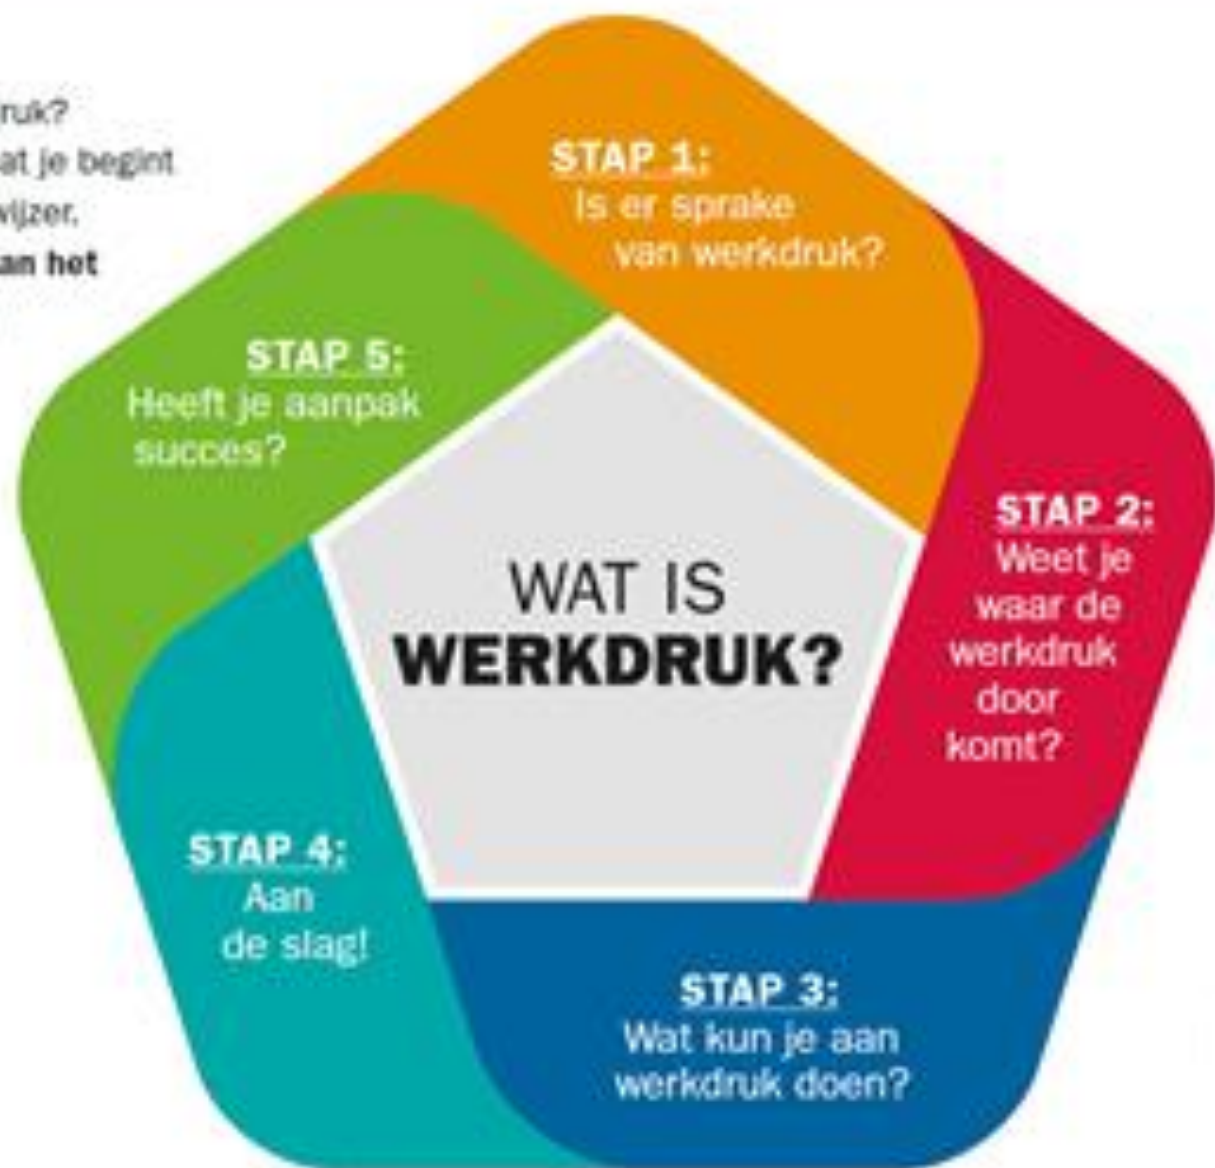 ruk?
at je begint
wijzer.
an het
STAP 1:
Is er sprake
van werkdruk?
STAP 2:
Weet je
waar de
werkdruk
door
komt?
STAP 3:
Wat kun je aan
werkdruk doen?
STAP 4:
Aan
de slag!
STAP 5:
Heeft je aanpak
succes?
WAT IS
WERKDRUK?